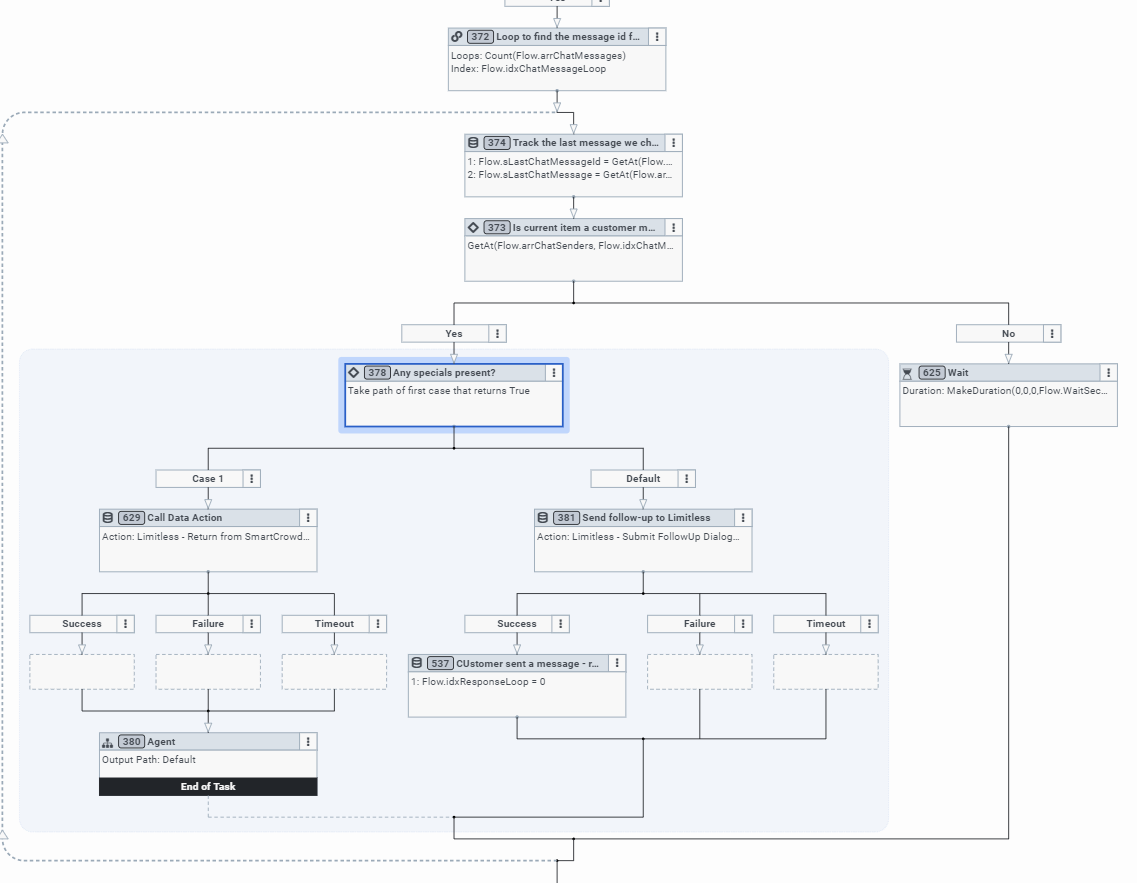 372 Loop to find the message id f...
Loops: Count(Flow.arrChatMessages)
Index: Flow.idxChatMessageLoop
374 Track the last message we ch...
1: Flow.sLastChatMessageId = GetAt(Flow....
2: Flow.sLastChatMessage = GetAt(Flow.ar...
373 Is current item a customer m...
GetAt(Flow.arrChatSenders, Flow.idxChatM...
Yes
No
378 Any specials present?
Take path of first case that returns True
625 Wait
Duration: MakeDuration(0,0,0,Flow.WaitSec...
Case 1
Default
629 Call Data Action
Action: Limitless - Return from SmartCrowd...
381 Send follow-up to Limitless
Action: Limitless - Submit FollowUp Dialog...
Success
Failure
Timeout
Success
Failure
Timeout
537 CUstomer sent a message - r...
1: Flow.idxResponseLoop = 0
380 Agent
Output Path: Default
End of Task